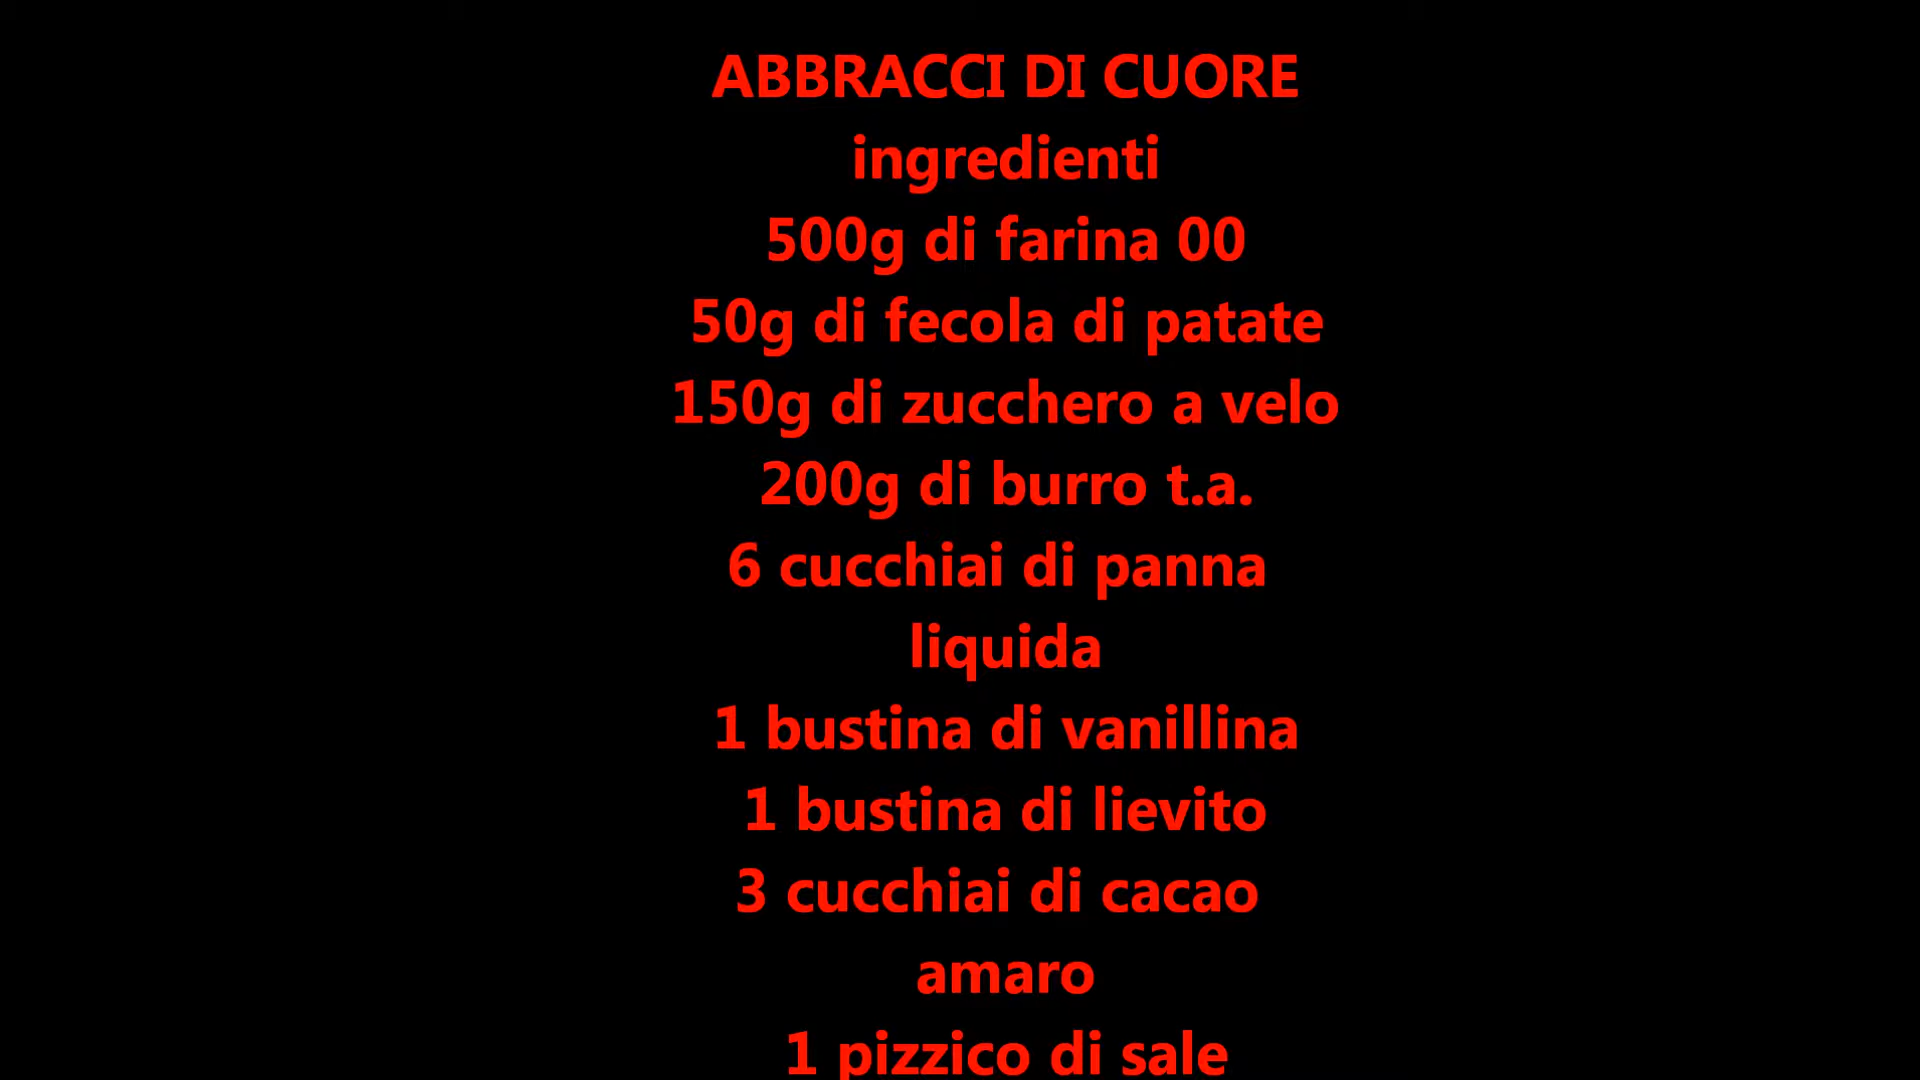 ABBRACCI DI CUORE
ingredienti
500g di farina 00
50g di fecola di patate
150g di zucchero a velo
200g di burro t.a.
6 cucchiai di panna
liquida
1 bustina di vanillina
1 bustina di lievito
3 cucchiai di cacao
amaro
1 pizzico di sale